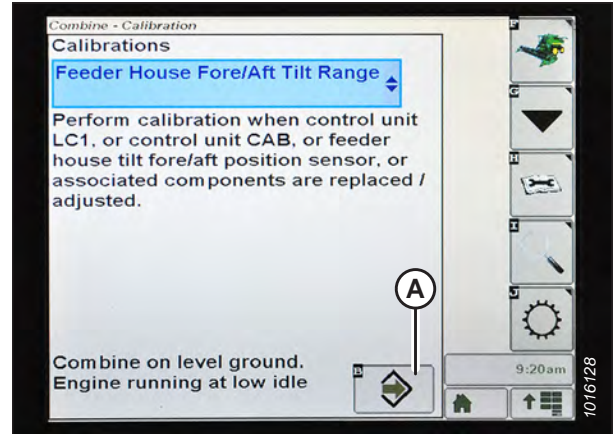 Combine - Calibration
Calibrations
Feeder House Fore/Aft Tilt Range
Perform calibration when control unit
LC1, or control unit CAB, or feeder
house tilt fore/aft position sensor, or
associated components are replaced /
adjusted.
Combine on level ground.
Engine running at low idle
A
B
F
G
H
I
J
9:20am
1016128